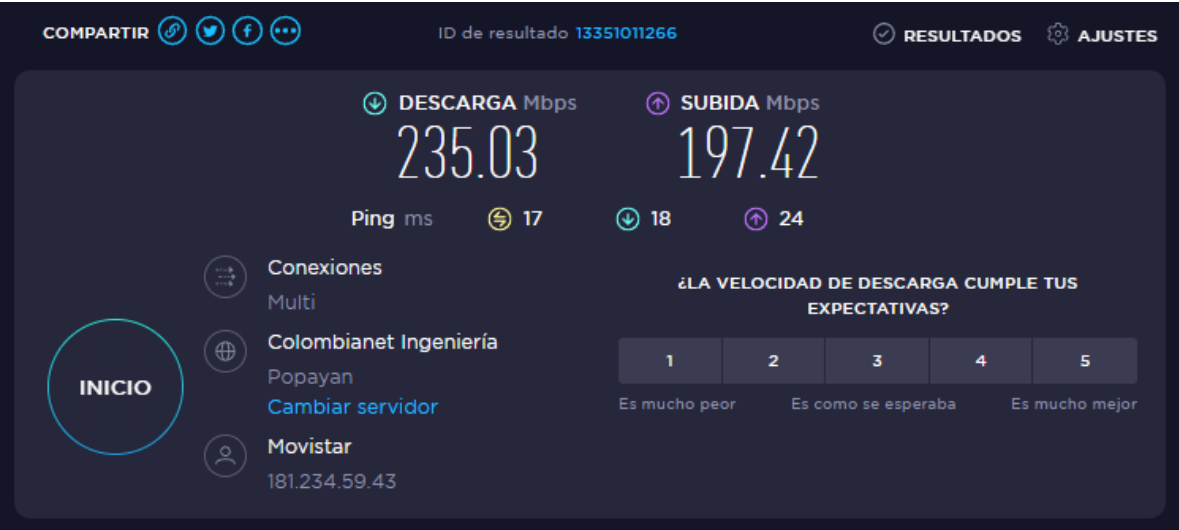 COMPARTIR
ID de resultado 13351011266
RESULTADOS
AJUSTES
DESCARGA Mbps
235.03
SUBIDA Mbps
197.42
Ping ms 17 18 24
Conexiones
Multi
Colombianet Ingeniería
Popayan
Cambiar servidor
Movistar
181.234.59.43
INICIO
¿LA VELOCIDAD DE DESCARGA CUMPLE TUS
EXPECTATIVAS?
1 2 3 4 5
Es mucho peor Es como se esperaba Es mucho mejor